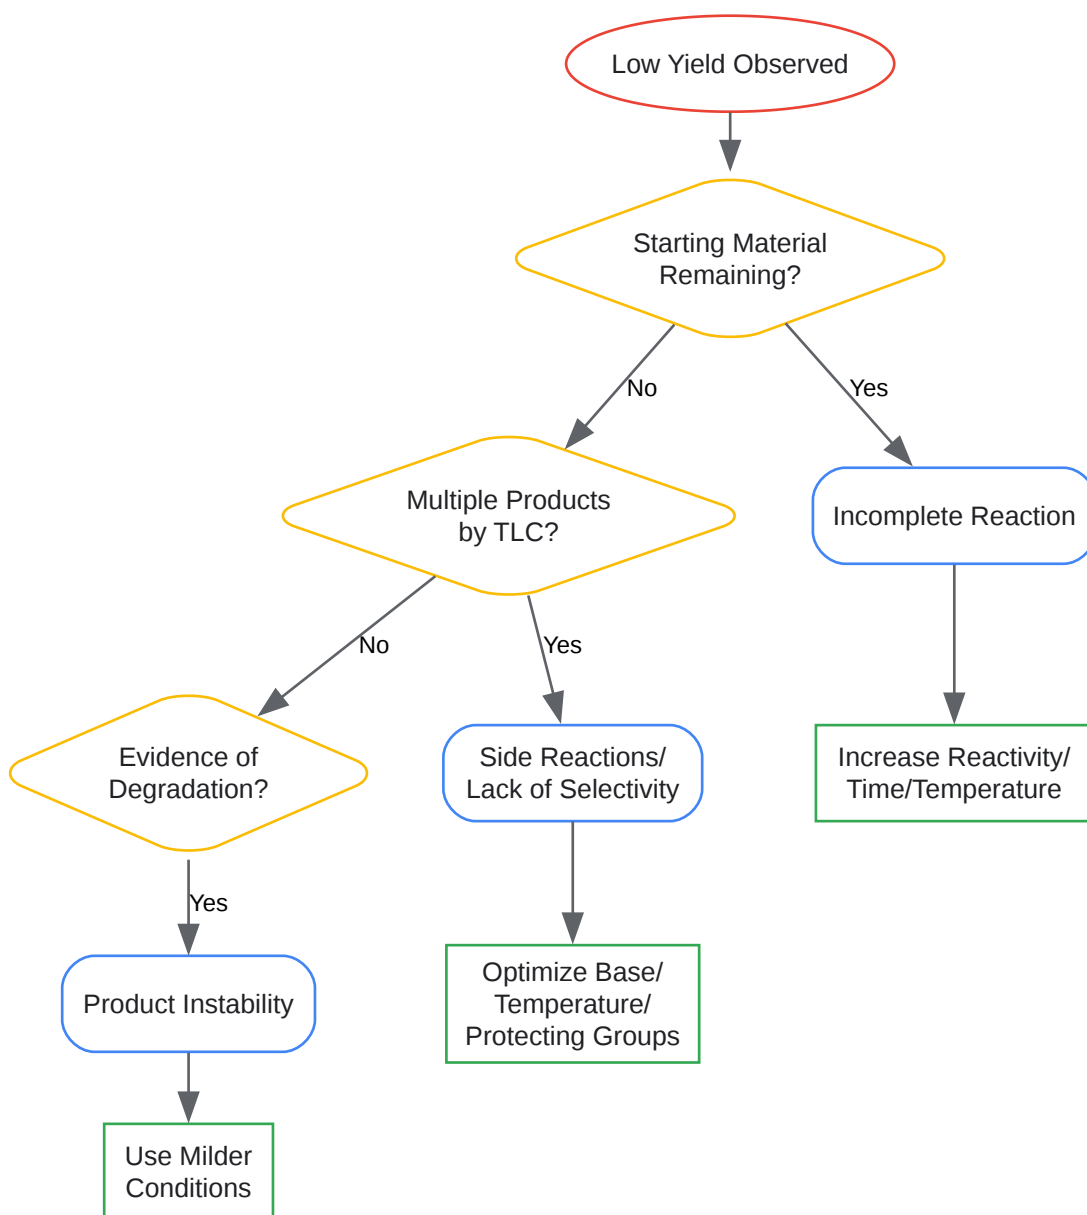 Low Yield Observed
Starting Material
Remaining?
No
Yes
Multiple Products
by TLC?
Incomplete Reaction
No
Yes
Evidence of
Degradation?
Side Reactions/
Lack of Selectivity
Increase Reactivity/
Time/Temperature
Yes
Product Instability
Optimize Base/
Temperature/
Protecting Groups
Use Milder
Conditions